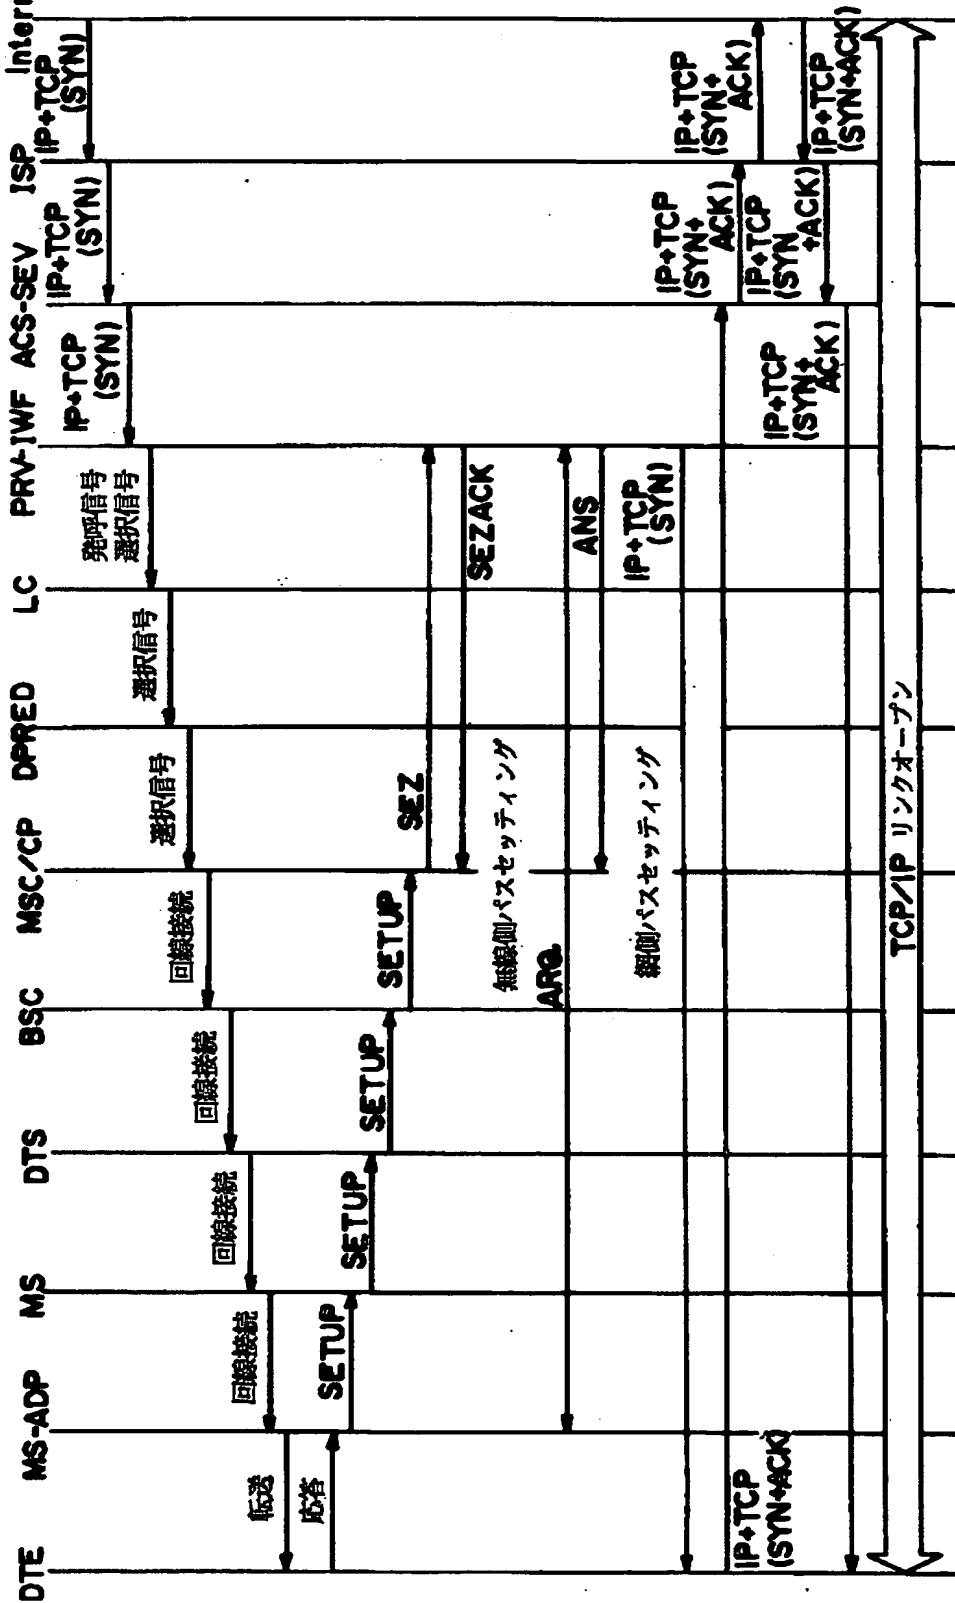 DTE
MS-ADP
MS
DTS
BSC
MSC/CP
DPRED
LC
PRV-IWF
ACS-SEV
ISP
IP+TCP
(SYN)
IP+TCP
(SYN)
IP+TCP
(SYN)
発呼信号
選択信号
選択信号
選択信号
回線接続
回線接続
回線接続
回線接続
転送
応答
SETUP
SETUP
SETUP
SETUP
SEZ
SEZACK
無線側パスセッティング
ARQ
ANS
網側パスセッティング
IP+TCP
(SYN)
IP+TCP
(SYN+ACK)
IP+TCP
(SYN+
ACK)
IP+TCP
(SYN+
ACK)
IP+TCP
(SYN+ACK)
IP+TCP
(SYN
+ACK)
IP+TCP
(SYN+
ACK)
TCP/IP リンクオープン